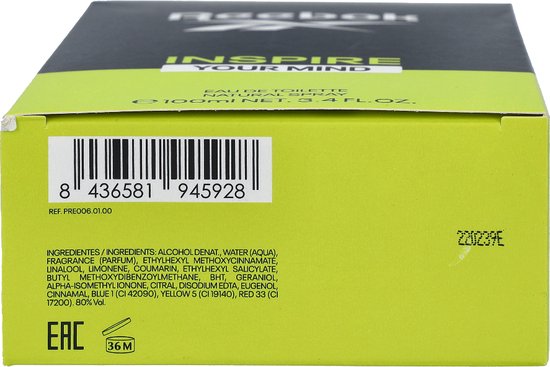 Reebok
INSPIRE
YOUR MIND
EAU DE TOILETTE
NATURAL SPRAY
℮ 100ml NET. 3.4 FL.OZ.
8 436581 945928
REF. PRE006.01.00
220239E
INGREDIENTES / INGREDIENTS: ALCOHOL DENAT., WATER (AQUA),
FRAGRANCE (PARFUM), ETHYLHEXYL METHOXYCINNAMATE,
LINALOOL, LIMONENE, COUMARIN, ETHYLHEXYL SALICYLATE,
BUTYL METHOXYDIBENZOYLMETHANE, BHT, GERANIOL,
ALPHA-ISOMETHYL IONONE, CITRAL, DISODIUM EDTA, EUGENOL,
CINNAMAL, BLUE 1 (CI 42090), YELLOW 5 (CI 19140), RED 33 (CI
17200). 80% Vol.
EAC
36 M